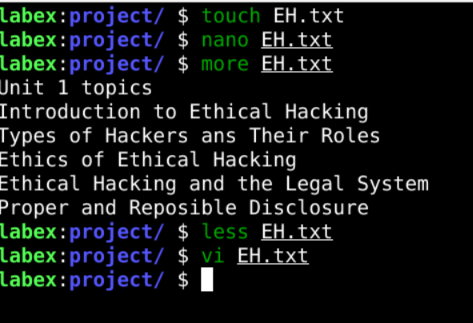 labex:project/ $ touch EH.txt
labex:project/ $ nano EH.txt
labex:project/ $ more EH.txt
Unit 1 topics
Introduction to Ethical Hacking
Types of Hackers ans Their Roles
Ethics of Ethical Hacking
Ethical Hacking and the Legal System
Proper and Reposible Disclosure
labex:project/ $ less EH.txt
labex:project/ $ vi EH.txt
labex:project/ $